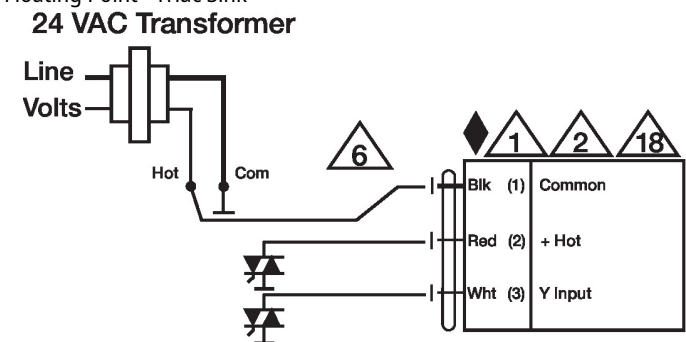 24 VAC Transformer
Line
Volts
Hot
Com
6
1
2
18
Blk (1) Common
Red (2) + Hot
Wht (3) Y Input